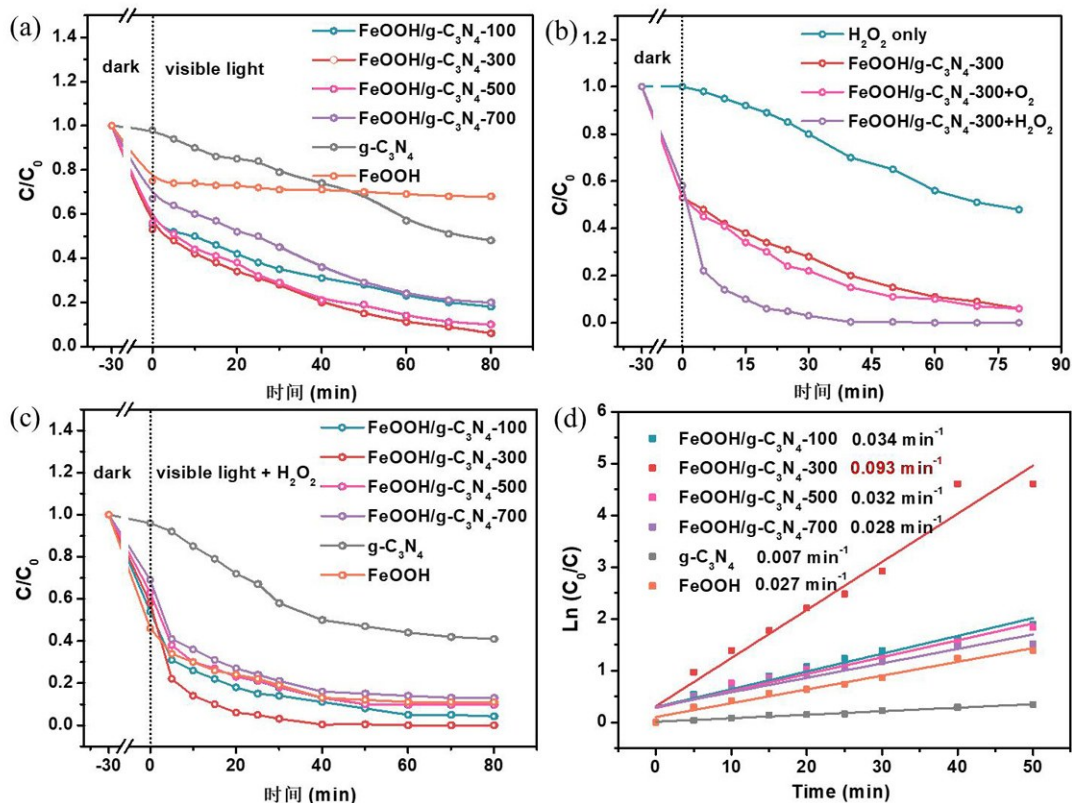 (a)
1.4
1.2
1.0
0.8
0.6
0.4
0.2
0.0
C/C₀
dark
visible light
FeOOH/g-C₃N₄-100
FeOOH/g-C₃N₄-300
FeOOH/g-C₃N₄-500
FeOOH/g-C₃N₄-700
g-C₃N₄
FeOOH
-30 0 20 40 60 80
时间 (min)
(b)
1.2
1.0
0.8
0.6
0.4
0.2
0.0
C/C₀
dark
H₂O₂ only
FeOOH/g-C₃N₄-300
FeOOH/g-C₃N₄-300+O₂
FeOOH/g-C₃N₄-300+H₂O₂
-30 0 15 30 45 60 75 90
时间 (min)
(c)
1.4
1.2
1.0
0.8
0.6
0.4
0.2
0.0
C/C₀
dark
visible light + H₂O₂
FeOOH/g-C₃N₄-100
FeOOH/g-C₃N₄-300
FeOOH/g-C₃N₄-500
FeOOH/g-C₃N₄-700
g-C₃N₄
FeOOH
-30 0 20 40 60 80
时间 (min)
(d)
6
5
4
3
2
1
0
Ln (C₀/C)
FeOOH/g-C₃N₄-100 0.034 min⁻¹
FeOOH/g-C₃N₄-300 0.093 min⁻¹
FeOOH/g-C₃N₄-500 0.032 min⁻¹
FeOOH/g-C₃N₄-700 0.028 min⁻¹
g-C₃N₄ 0.007 min⁻¹
FeOOH 0.027 min⁻¹
0 10 20 30 40 50
Time (min)